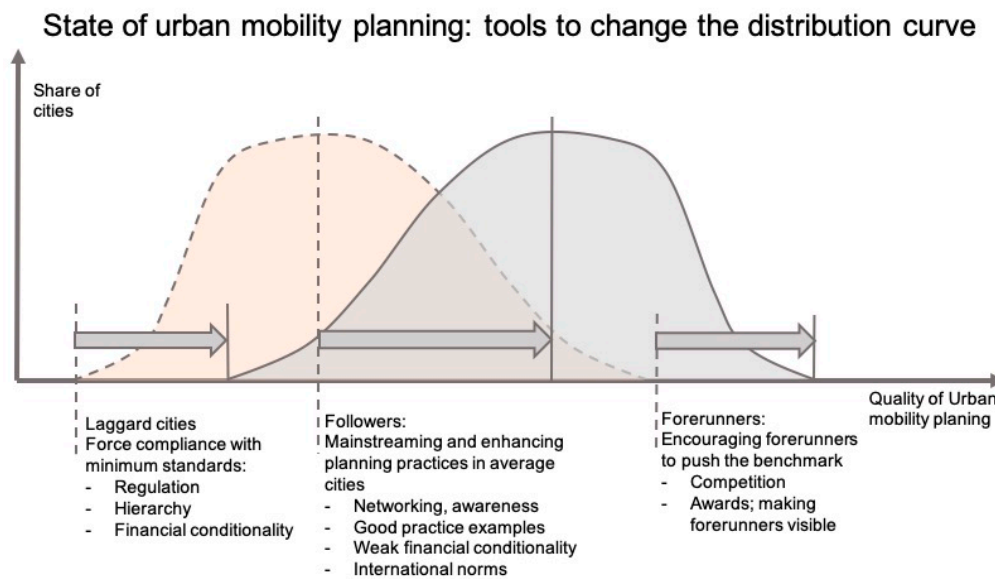 State of urban mobility planning: tools to change the distribution curve
Share of
cities
Quality of Urban
mobility planing
Laggard cities
Force compliance with
minimum standards:
- Regulation
- Hierarchy
- Financial conditionality
Followers:
Mainstreaming and enhancing
planning practices in average
cities
- Networking, awareness
- Good practice examples
- Weak financial conditionality
- International norms
Forerunners:
Encouraging forerunners
to push the benchmark
- Competition
- Awards; making
forerunners visible